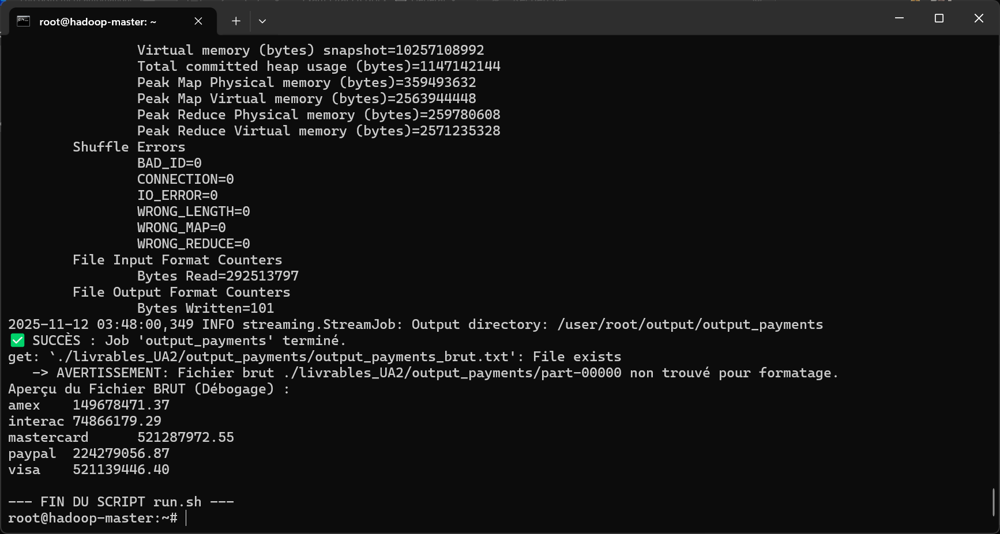 root@hadoop-master: ~
Virtual memory (bytes) snapshot=10257108992
Total committed heap usage (bytes)=1147142144
Peak Map Physical memory (bytes)=359493632
Peak Map Virtual memory (bytes)=2563944448
Peak Reduce Physical memory (bytes)=259780608
Peak Reduce Virtual memory (bytes)=2571235328
Shuffle Errors
BAD_ID=0
CONNECTION=0
IO_ERROR=0
WRONG_LENGTH=0
WRONG_MAP=0
WRONG_REDUCE=0
File Input Format Counters
Bytes Read=292513797
File Output Format Counters
Bytes Written=101
2025-11-12 03:48:00,349 INFO streaming.StreamJob: Output directory: /user/root/output/output_payments
✅ SUCCÈS : Job 'output_payments' terminé.
get: `./livrables_UA2/output_payments/output_payments_brut.txt': File exists
-> AVERTISSEMENT: Fichier brut ./livrables_UA2/output_payments/part-00000 non trouvé pour formatage.
Aperçu du Fichier BRUT (Débogage) :
amex 149678471.37
interac 74866179.29
mastercard 521287972.55
paypal 224279056.87
visa 521139446.40
--- FIN DU SCRIPT run.sh ---
root@hadoop-master:~#